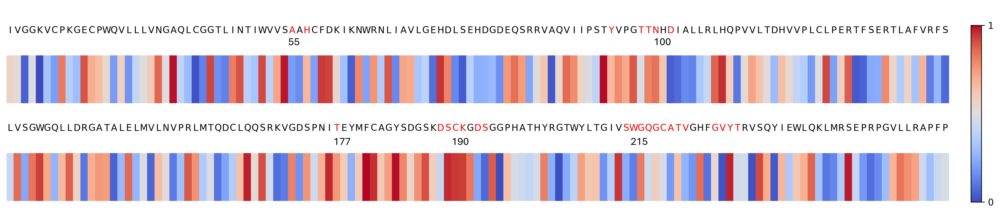 IVGGKVCPKGECPWQVLLLVNGAQLCGGTLINTIWVVSAAHCFDKIKNWRNLIAVLGEHDLSEHDGDEQSRRVAQVIIPSTYVPGTTNHDIALLRLHQPVVLTDHVVPLCLPERTFSERTLAFVRFS
55 100
LVSGWGQLLDRGATALELMVLNVPRLMTQDCLQQSRKVGDSPNITEYMFCAGYSDGSKDSCKGDSGGPHATHYRGTWYLTGIVSWGQGCATVGHFGVYTRVSQYIEWLQKLMRSEPRPGVLLRAPFP
177 190 215
1
0